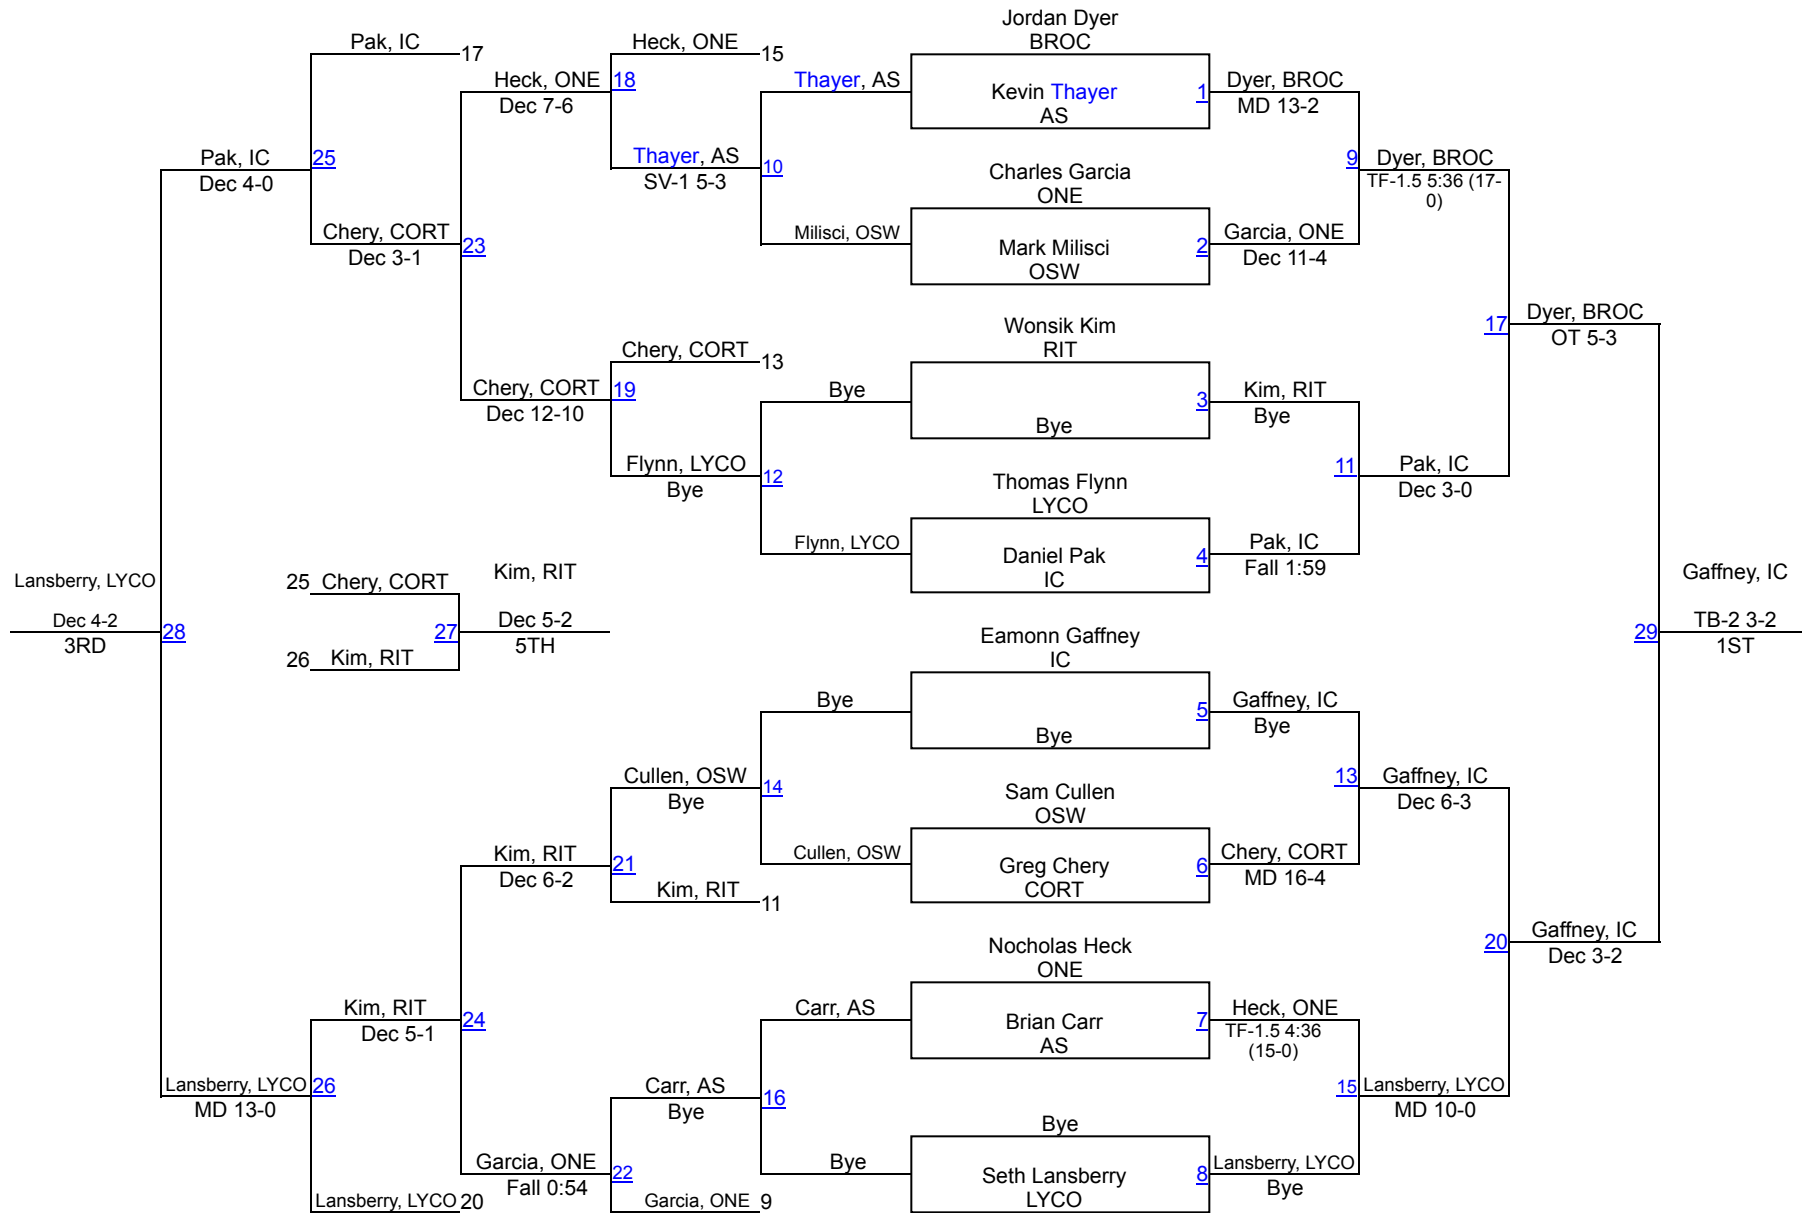 Jordan Dyer
BROC
Pak, IC
17
Heck, ONE
15
Heck, ONE
18
Dec 7-6
Thayer, AS
Kevin Thayer
AS
1
Dyer, BROC
MD 13-2
Pak, IC
25
Dec 4-0
Thayer, AS
10
SV-1 5-3
Charles Garcia
ONE
9
Dyer, BROC
TF-1.5 5:36 (17-
0)
Chery, CORT
Dec 3-1
23
Milisci, OSW
Mark Milisci
OSW
2
Garcia, ONE
Dec 11-4
Wonsik Kim
RIT
17
Dyer, BROC
OT 5-3
Chery, CORT
13
Chery, CORT
19
Dec 12-10
Bye
Bye
3
Kim, RIT
Bye
Flynn, LYCO
Bye
12
Thomas Flynn
LYCO
11
Pak, IC
Dec 3-0
Flynn, LYCO
Daniel Pak
IC
4
Pak, IC
Fall 1:59
Lansberry, LYCO
Dec 4-2
3RD
28
25
Chery, CORT
26
Kim, RIT
27
Kim, RIT
Dec 5-2
5TH
Gaffney, IC
29
TB-2 3-2
1ST
Eamonn Gaffney
IC
Bye
Bye
5
Gaffney, IC
Bye
Cullen, OSW
Bye
14
Sam Cullen
OSW
13
Gaffney, IC
Dec 6-3
Kim, RIT
Dec 6-2
21
Cullen, OSW
Greg Chery
CORT
6
Chery, CORT
MD 16-4
Kim, RIT
11
Nocholas Heck
ONE
20
Gaffney, IC
Dec 3-2
Kim, RIT
Dec 5-1
24
Carr, AS
Brian Carr
AS
7
Heck, ONE
TF-1.5 4:36
(15-0)
Lansberry, LYCO
MD 13-0
26
Carr, AS
Bye
16
15
Lansberry, LYCO
MD 10-0
Bye
Garcia, ONE
Fall 0:54
22
Bye
Seth Lansberry
LYCO
8
Lansberry, LYCO
Bye
Lansberry, LYCO
20
Garcia, ONE
9